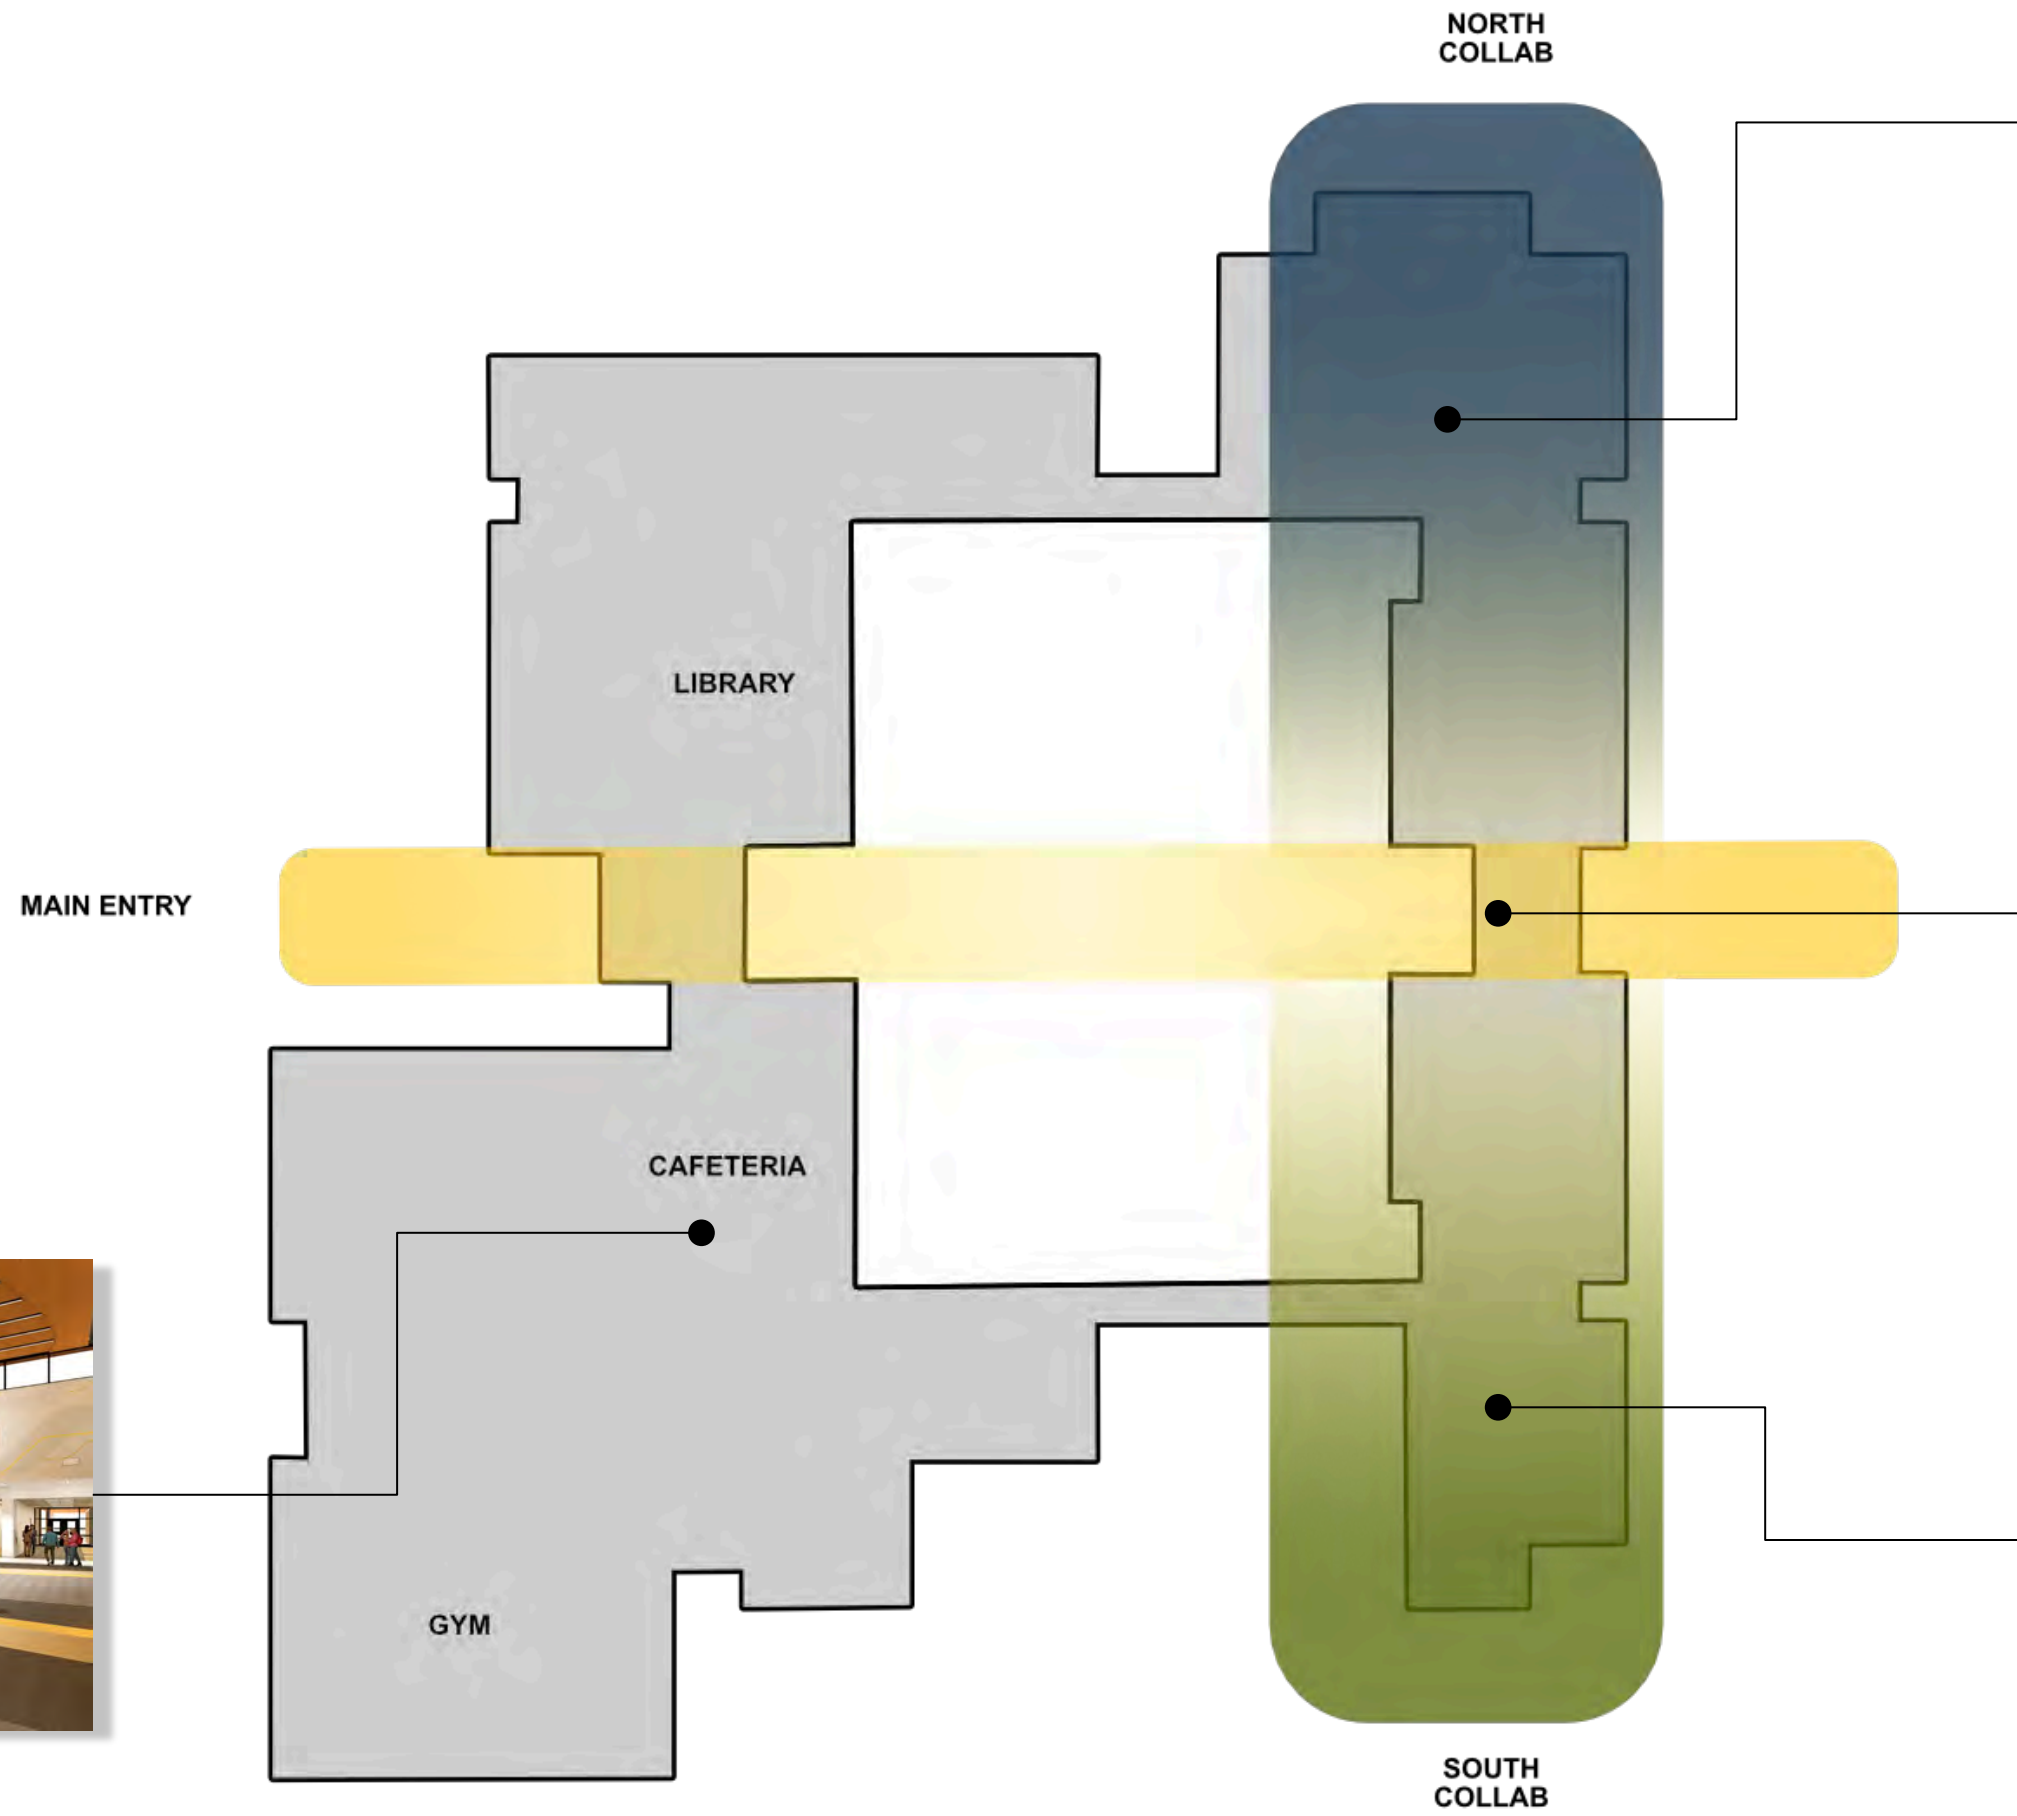 NORTH
COLLAB
LIBRARY
MAIN ENTRY
CAFETERIA
GYM
SOUTH
COLLAB